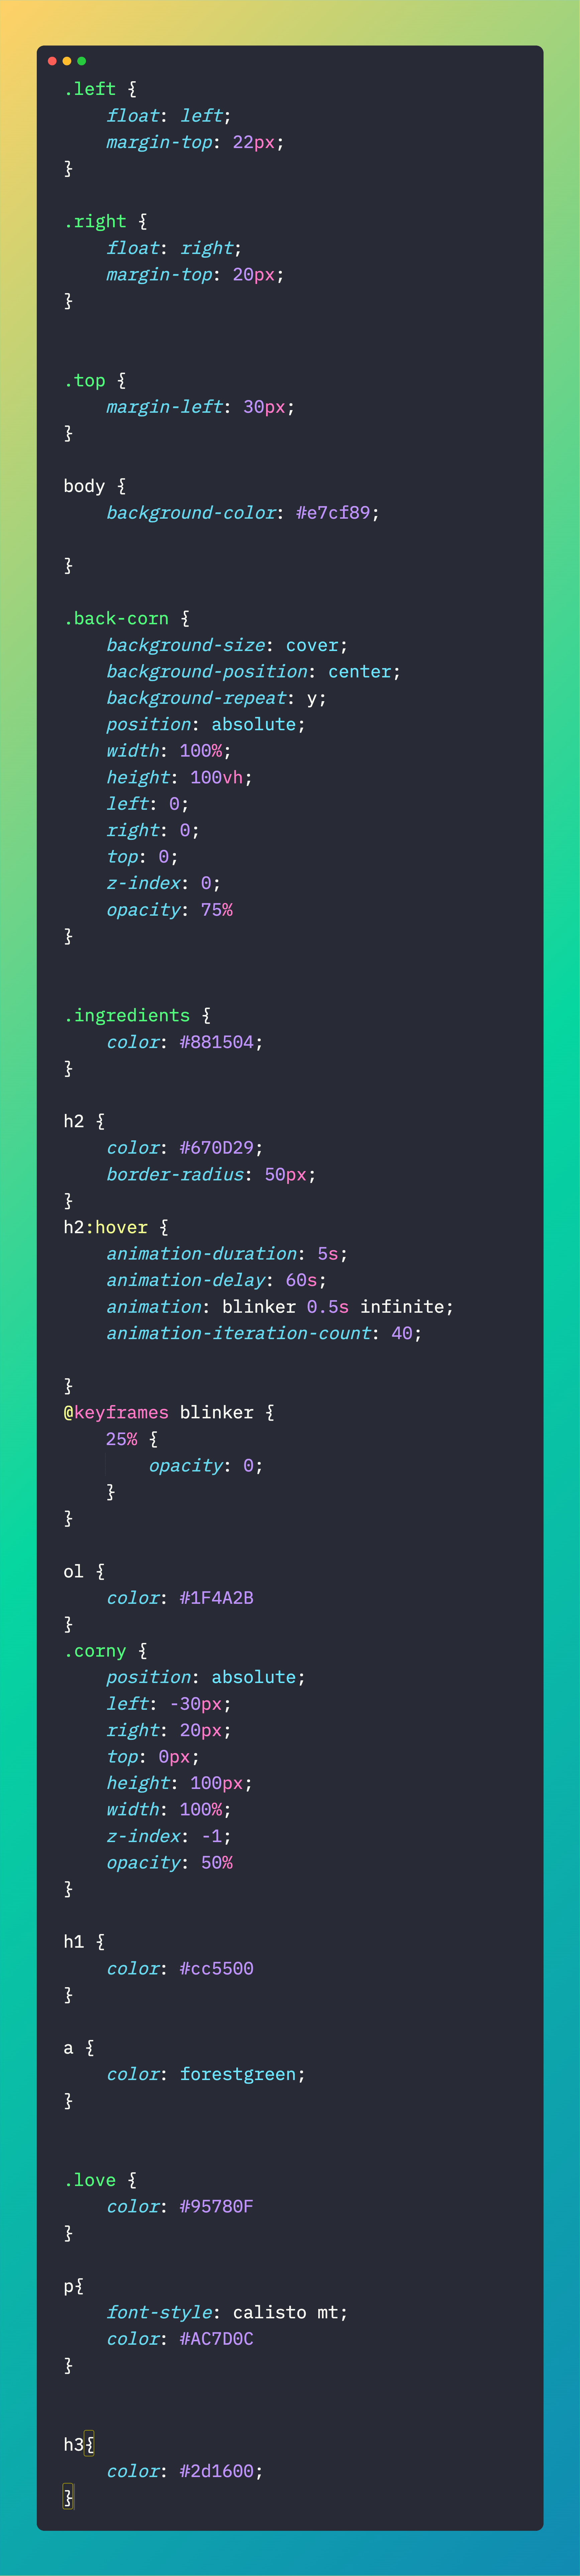 .left {
    float: left;
    margin-top: 22px;
}

.right {
    float: right;
    margin-top: 20px;
}


.top {
    margin-left: 30px;
}

body {
    background-color: #e7cf89;

}

.back-corn {
    background-size: cover;
    background-position: center;
    background-repeat: y;
    position: absolute;
    width: 100%;
    height: 100vh;
    left: 0;
    right: 0;
    top: 0;
    z-index: 0;
    opacity: 75%
}


.ingredients {
    color: #881504;
}

h2 {
    color: #670D29;
    border-radius: 50px;
}
h2:hover {
    animation-duration: 5s;
    animation-delay: 60s;
    animation: blinker 0.5s infinite;
    animation-iteration-count: 40;

}
@keyframes blinker {
    25% {
        opacity: 0;
    }
}

ol {
    color: #1F4A2B
}
.corny {
    position: absolute;
    left: -30px;
    right: 20px;
    top: 0px;
    height: 100px;
    width: 100%;
    z-index: -1;
    opacity: 50%
}

h1 {
    color: #cc5500
}

a {
    color: forestgreen;
}


.love {
    color: #95780F
}

p{
    font-style: calisto mt;
    color: #AC7D0C
}


h3{
    color: #2d1600;
}